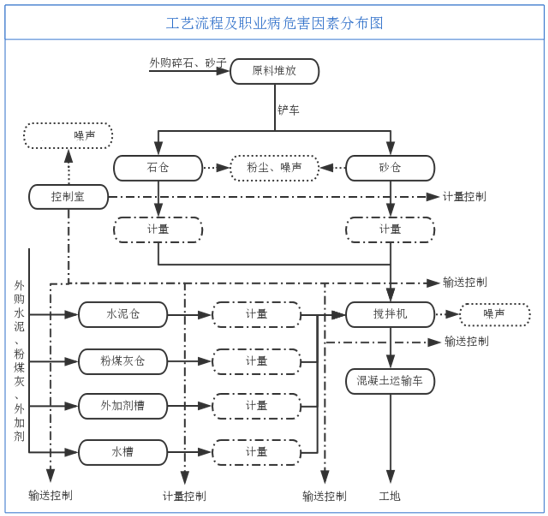 工艺流程及职业病危害因素分布图
外购碎石、砂子
原料堆放
铲车
噪声
石仓
粉尘、噪声
砂仓
控制室
计量控制
计量
计量
外购水泥、粉煤灰、外加剂
输送控制
水泥仓
计量
搅拌机
噪声
输送控制
粉煤灰仓
计量
混凝土运输车
外加剂槽
计量
水槽
计量
输送控制
计量控制
输送控制
工地